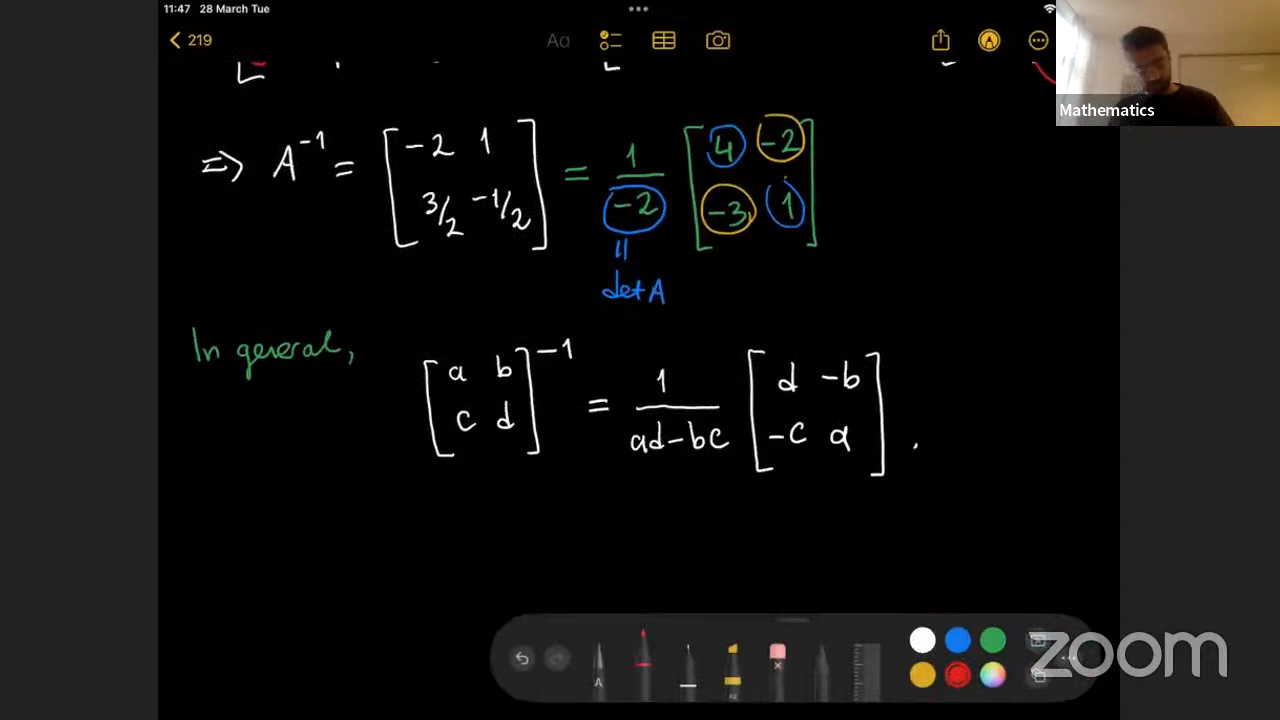 11:47 28 March Tue
219
Aa
Mathematics
⇒ A⁻¹ = [-2 1; 3/2 -1/2] = 1/-2 [4 -2; -3 1]
||
det A
In general,
[a b; c d]⁻¹ = 1/ad-bc [d -b; -c a] .
A
zoom